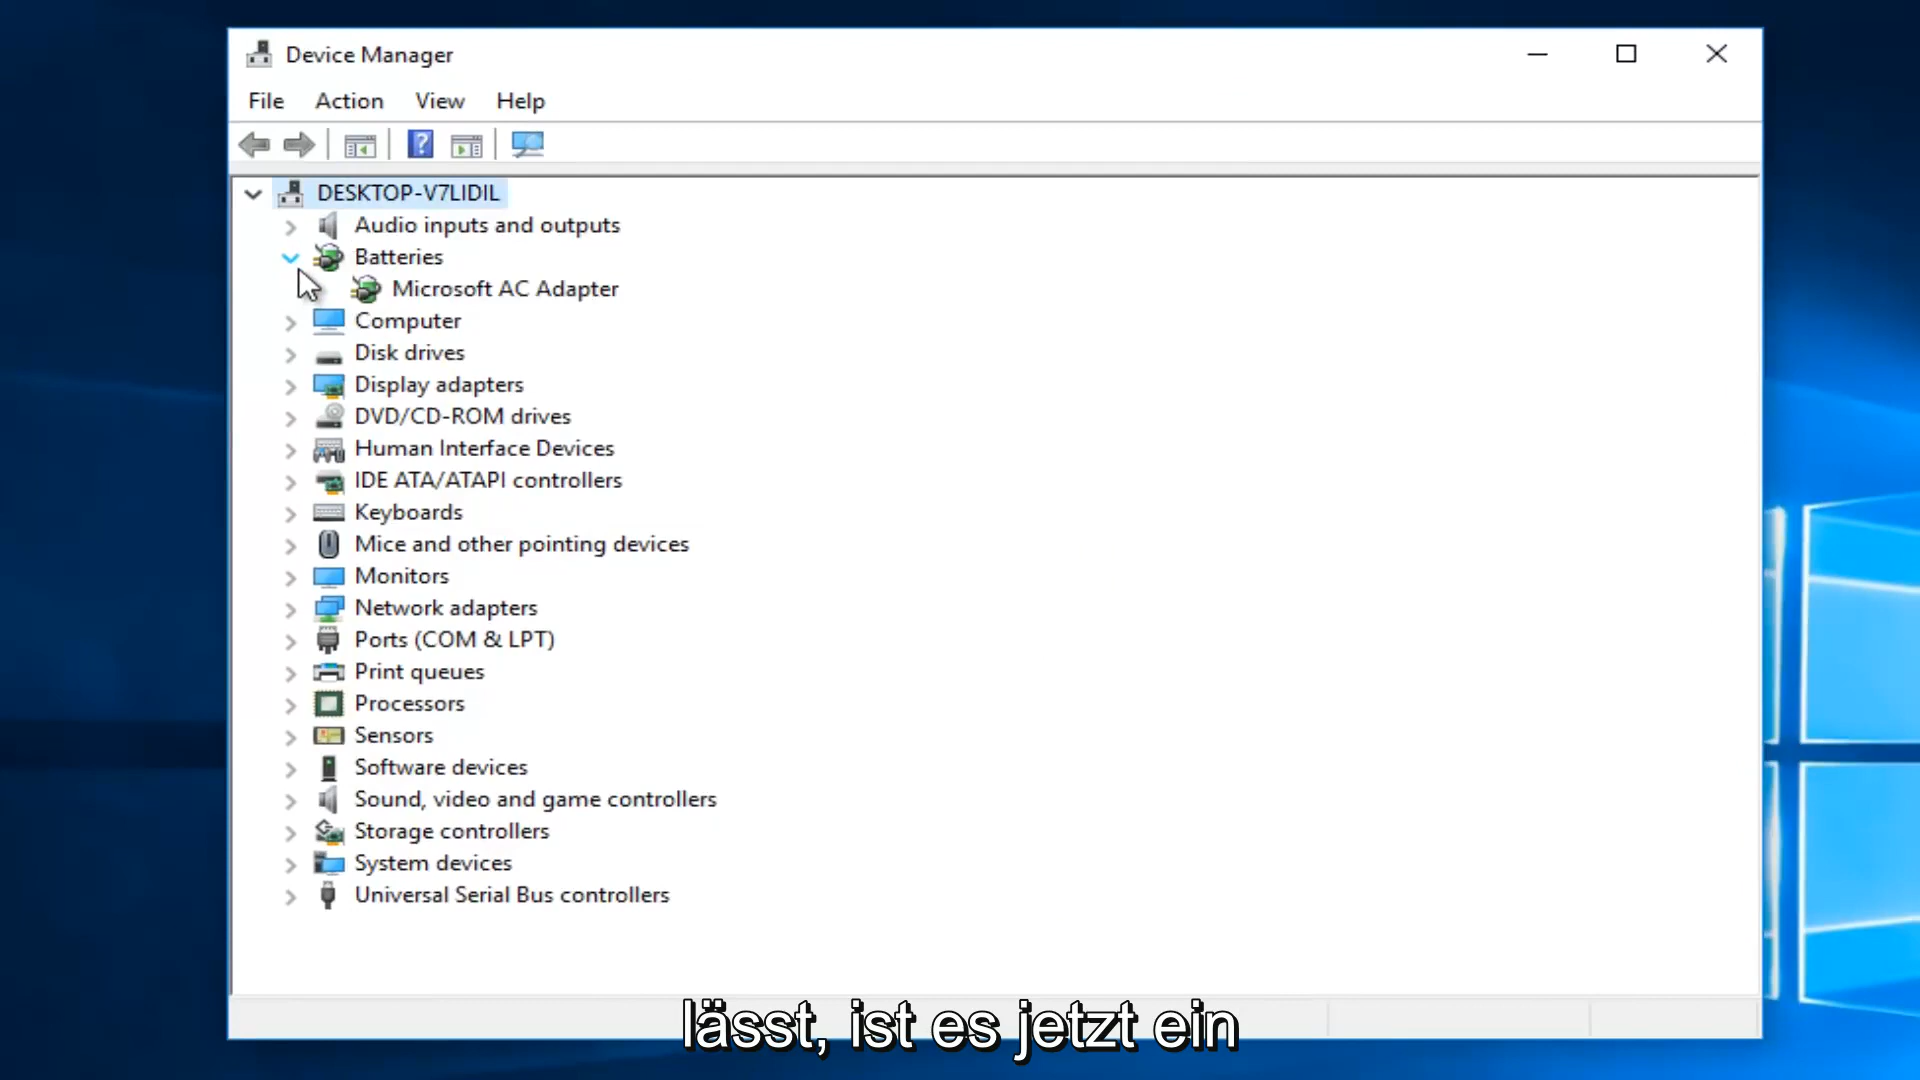 Device Manager
File Action View Help
DESKTOP-V7LIDIL
Audio inputs and outputs
Batteries
Microsoft AC Adapter
Computer
Disk drives
Display adapters
DVD/CD-ROM drives
Human Interface Devices
IDE ATA/ATAPI controllers
Keyboards
Mice and other pointing devices
Monitors
Network adapters
Ports (COM & LPT)
Print queues
Processors
Sensors
Software devices
Sound, video and game controllers
Storage controllers
System devices
Universal Serial Bus controllers
lässt, ist es jetzt ein